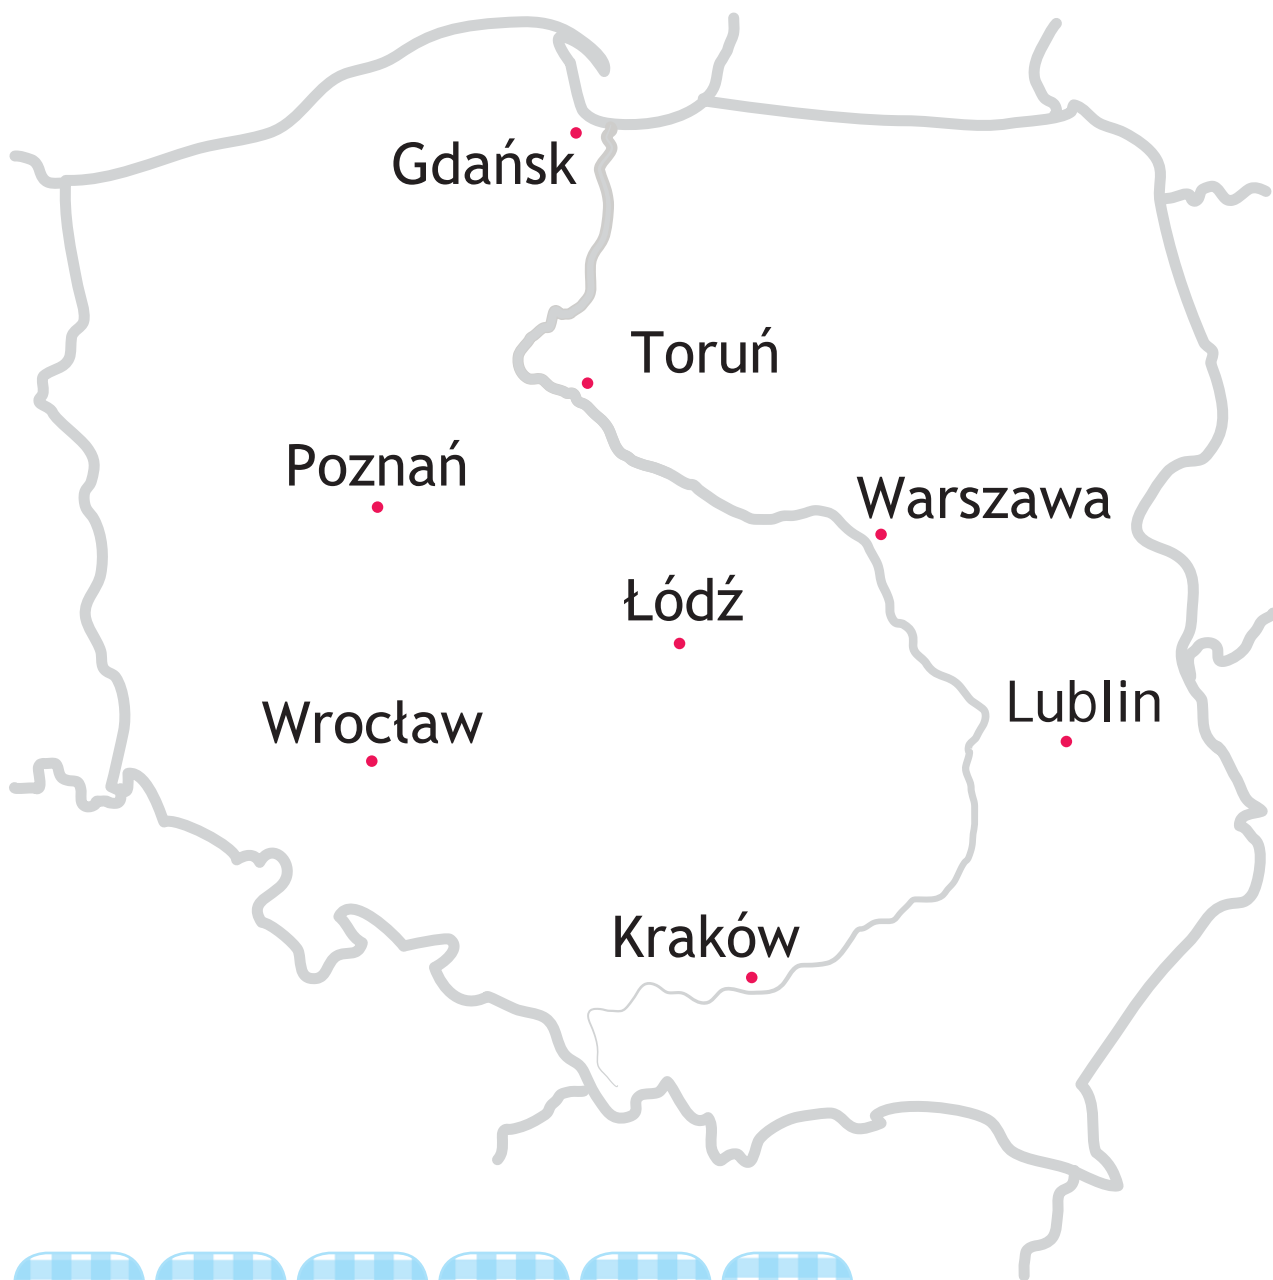 Gdańsk
Toruń
Poznań
Warszawa
Łódź
Lublin
Wrocław
Kraków